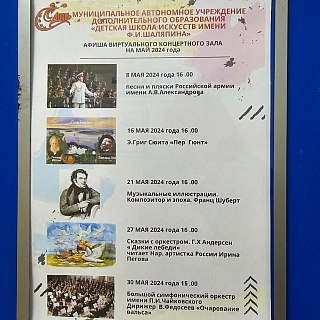 МУНИЦИПАЛЬНОЕ АВТОНОМНОЕ УЧРЕЖДЕНИЕ
ДОПОЛНИТЕЛЬНОГО ОБРАЗОВАНИЯ
«ДЕТСКАЯ ШКОЛА ИСКУССТВ ИМЕНИ
Ф.И.ШАЛЯПИНА»
АФИША ВИРТУАЛЬНОГО КОНЦЕРТНОГО ЗАЛА
НА МАЙ 2024 года
8 МАЯ 2024 года 16 .00
песни и пляски Российской армии
имени А.В.Александрова
16 МАЯ 2024 года 16 .00
Э.Григ Сюита «Пер Гюнт»
21 МАЯ 2024 года 16 .00
Музыкальные иллюстрации.
Композитор и эпоха. Франц Шуберт
27 МАЯ 2024 года 16 .00
Сказки с оркестром. Г.Х Андерсен
« Дикие лебеди»
читает Нар. артистка России Ирина
Пегова
30 МАЯ 2024 года 15 .00
Большой симфонический оркестр
имени П.И.Чайковского
Дирижер В.Федосеев «Очарование
вальса»